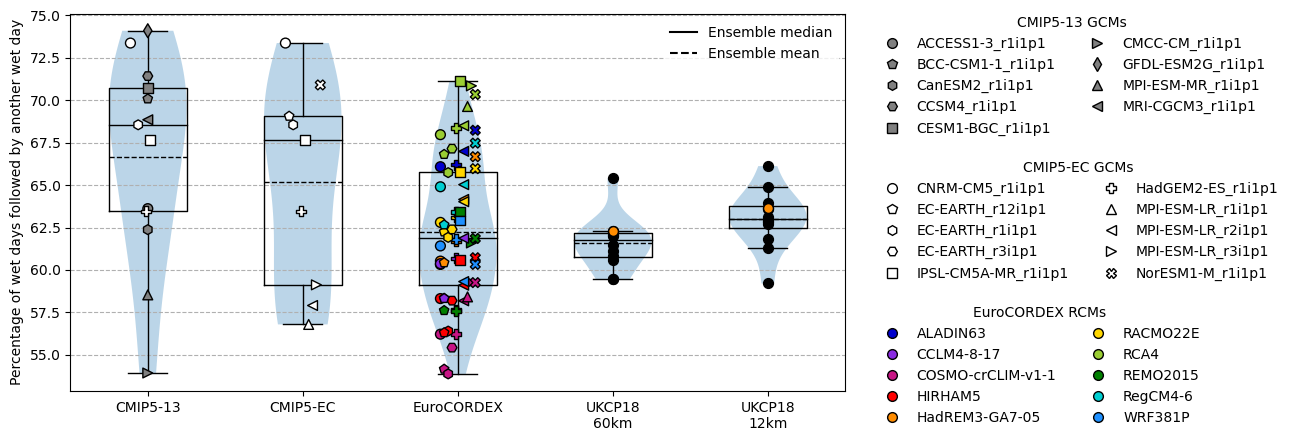 Percentage of wet days followed by another wet day
75.0
72.5
70.0
67.5
65.0
62.5
60.0
57.5
55.0
Ensemble median
Ensemble mean
CMIP5-13
CMIP5-EC
EuroCORDEX
UKCP18
60km
UKCP18
12km
CMIP5-13 GCMs
ACCESS1-3_r1i1p1
BCC-CSM1-1_r1i1p1
CanESM2_r1i1p1
CCSM4_r1i1p1
CESM1-BGC_r1i1p1
CMCC-CM_r1i1p1
GFDL-ESM2G_r1i1p1
MPI-ESM-MR_r1i1p1
MRI-CGCM3_r1i1p1
CMIP5-EC GCMs
CNRM-CM5_r1i1p1
EC-EARTH_r12i1p1
EC-EARTH_r1i1p1
EC-EARTH_r3i1p1
IPSL-CM5A-MR_r1i1p1
HadGEM2-ES_r1i1p1
MPI-ESM-LR_r1i1p1
MPI-ESM-LR_r2i1p1
MPI-ESM-LR_r3i1p1
NorESM1-M_r1i1p1
EuroCORDEX RCMs
ALADIN63
CCLM4-8-17
COSMO-crCLIM-v1-1
HIRHAM5
HadREM3-GA7-05
RACMO22E
RCA4
REMO2015
RegCM4-6
WRF381P